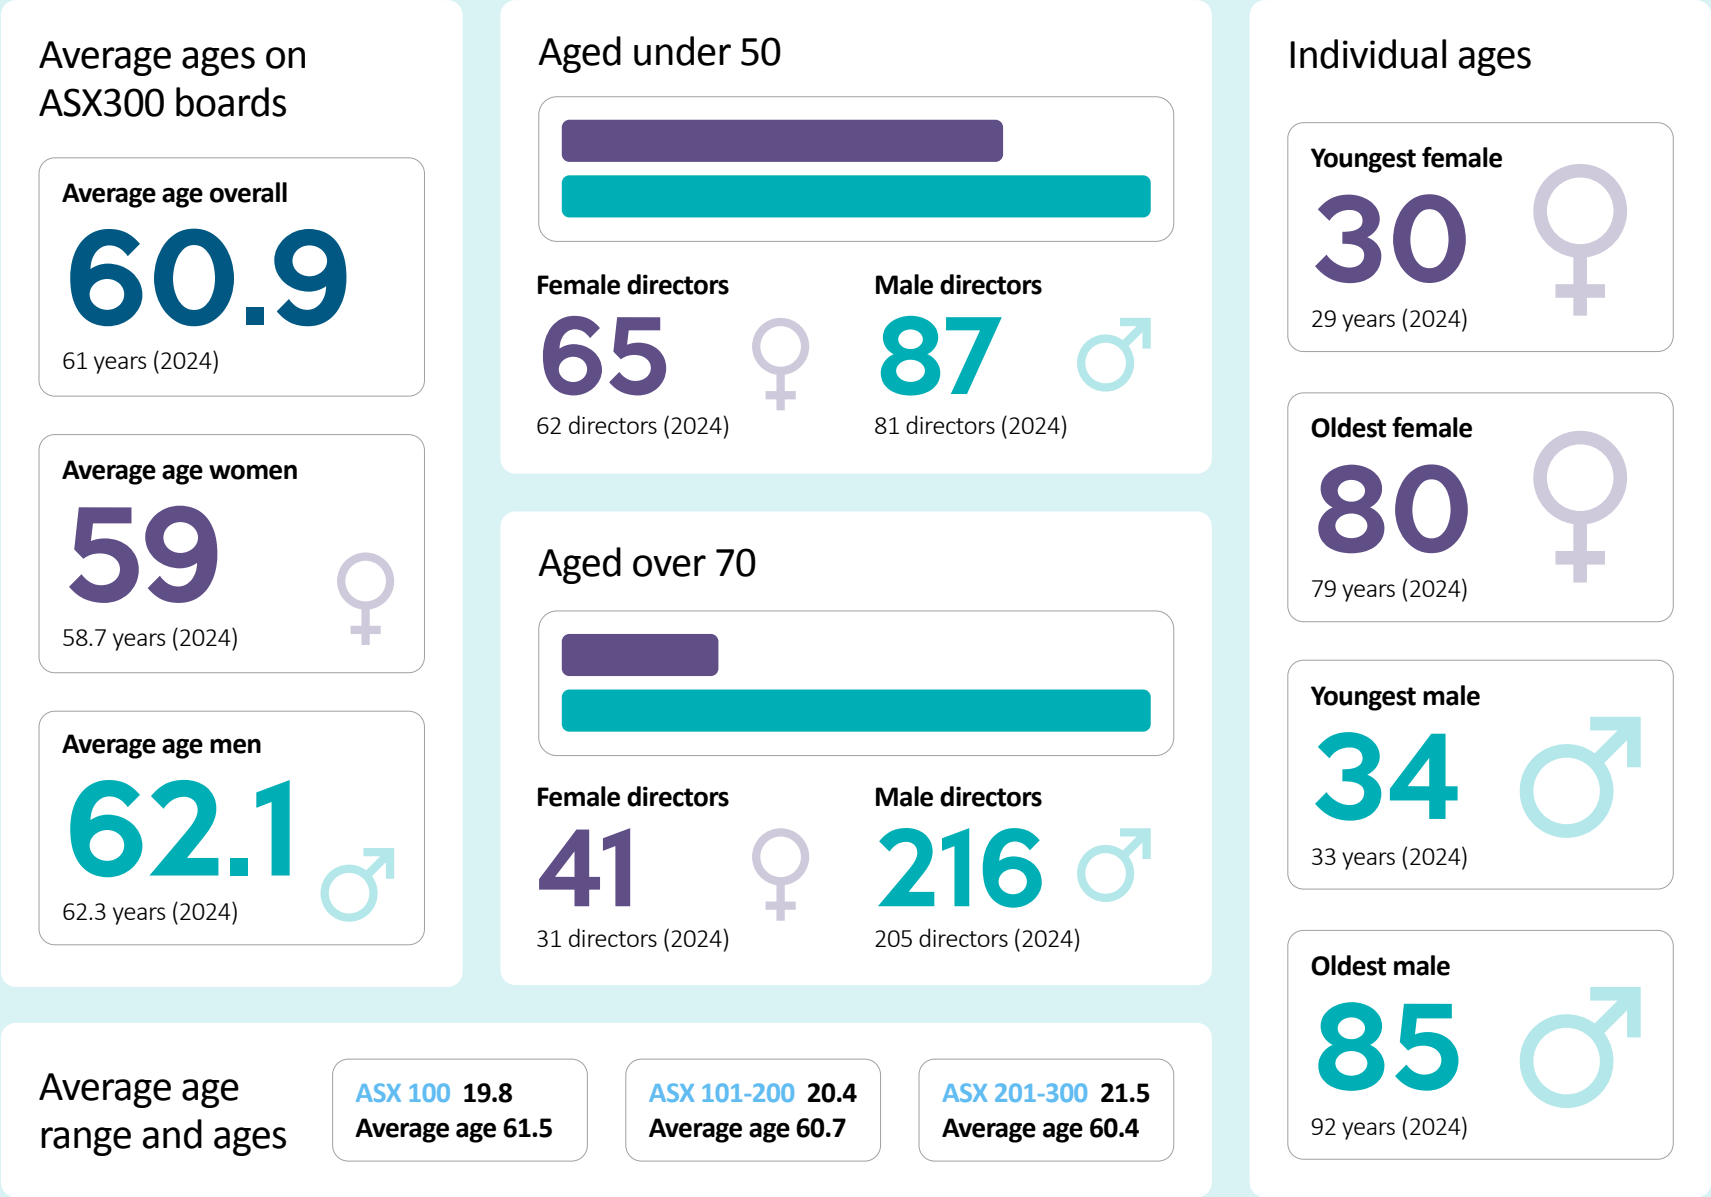 Average ages on
ASX300 boards
Average age overall
60.9
61 years (2024)
Average age women
59
58.7 years (2024)
Average age men
62.1
62.3 years (2024)
Aged under 50
Female directors
65
62 directors (2024)
Male directors
87
81 directors (2024)
Aged over 70
Female directors
41
31 directors (2024)
Male directors
216
205 directors (2024)
Individual ages
Youngest female
30
29 years (2024)
Oldest female
80
79 years (2024)
Youngest male
34
33 years (2024)
Oldest male
85
92 years (2024)
Average age
range and ages
ASX 100 19.8
Average age 61.5
ASX 101-200 20.4
Average age 60.7
ASX 201-300 21.5
Average age 60.4